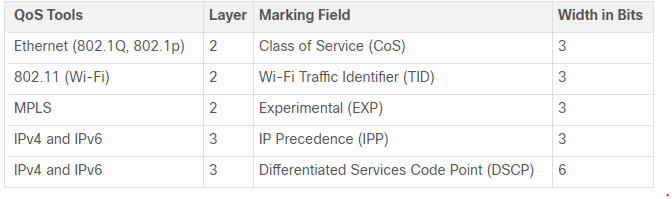 QoS Tools Layer Marking Field Width in Bits
Ethernet (802.1Q, 802.1p) 2 Class of Service (CoS) 3
802.11 (Wi-Fi) 2 Wi-Fi Traffic Identifier (TID) 3
MPLS 2 Experimental (EXP) 3
IPv4 and IPv6 3 IP Precedence (IPP) 3
IPv4 and IPv6 3 Differentiated Services Code Point (DSCP) 6